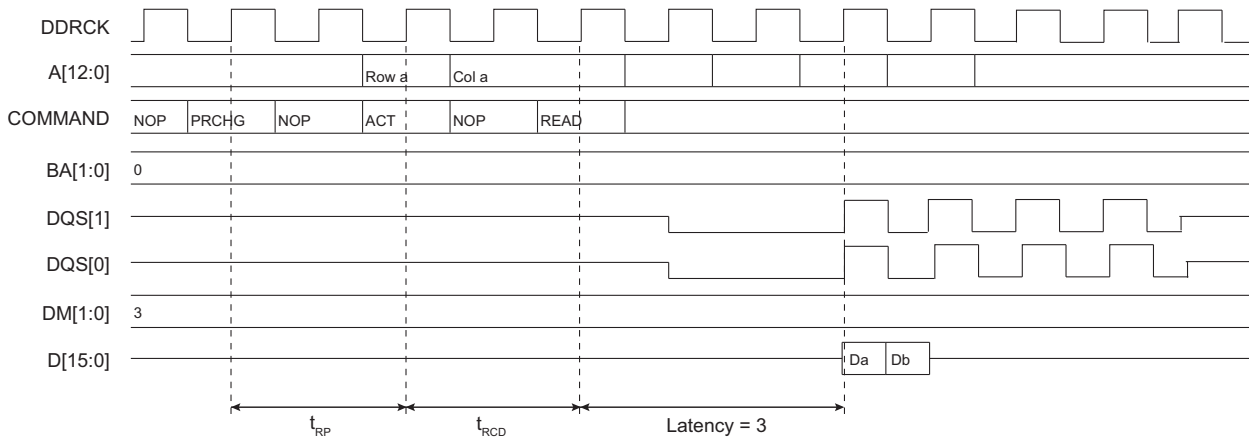 DDRCK
A[12:0]
Row a
Col a
COMMAND
NOP
PRCHG
NOP
ACT
NOP
READ
BA[1:0]
0
DQS[1]
DQS[0]
DM[1:0]
3
D[15:0]
Da
Db
tRP
tRCD
Latency = 3